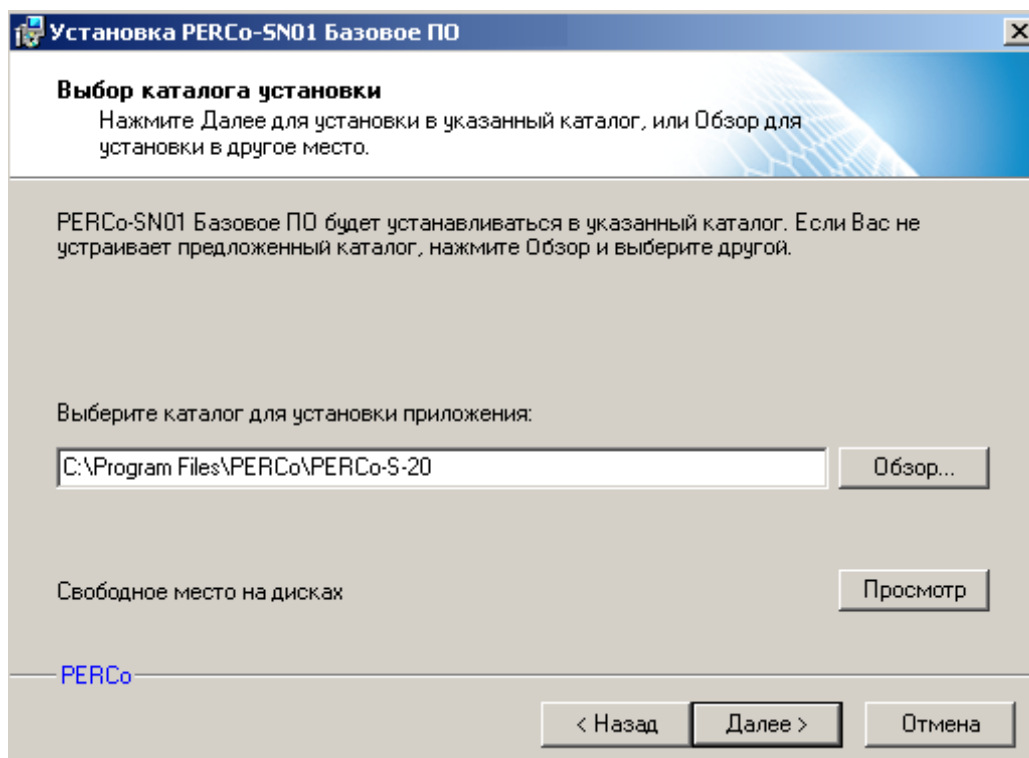 Установка PERCo-SN01 Базовое ПО
Выбор каталога установки
Нажмите Далее для установки в указанный каталог, или Обзор для
установки в другое место.
PERCo-SN01 Базовое ПО будет устанавливаться в указанный каталог. Если Вас не
устраивает предложенный каталог, нажмите Обзор и выберите другой.
Выберите каталог для установки приложения:
C:\Program Files\PERCo\PERCo-S-20
Обзор...
Свободное место на дисках
Просмотр
PERCo
< Назад
Далее >
Отмена